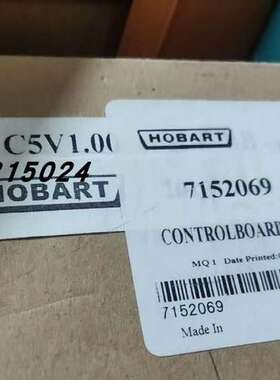 C5V1.00
215024
HOBART
HOBART
7152069
CONTROLBOARD
MQ 1 Date Printed:
7152069
Made In